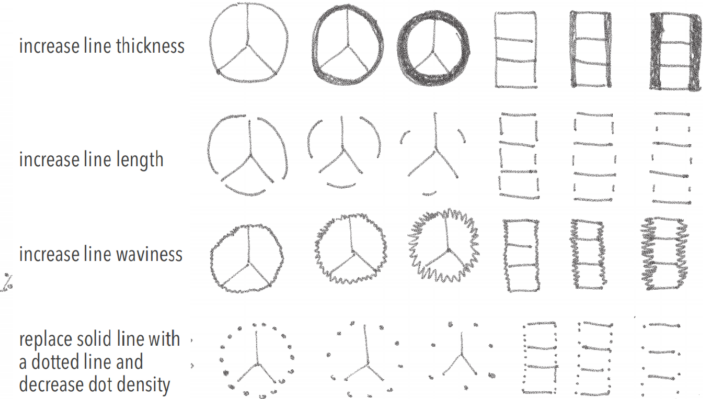 increase line thickness
increase line length
increase line waviness
replace solid line with
a dotted line and
decrease dot density